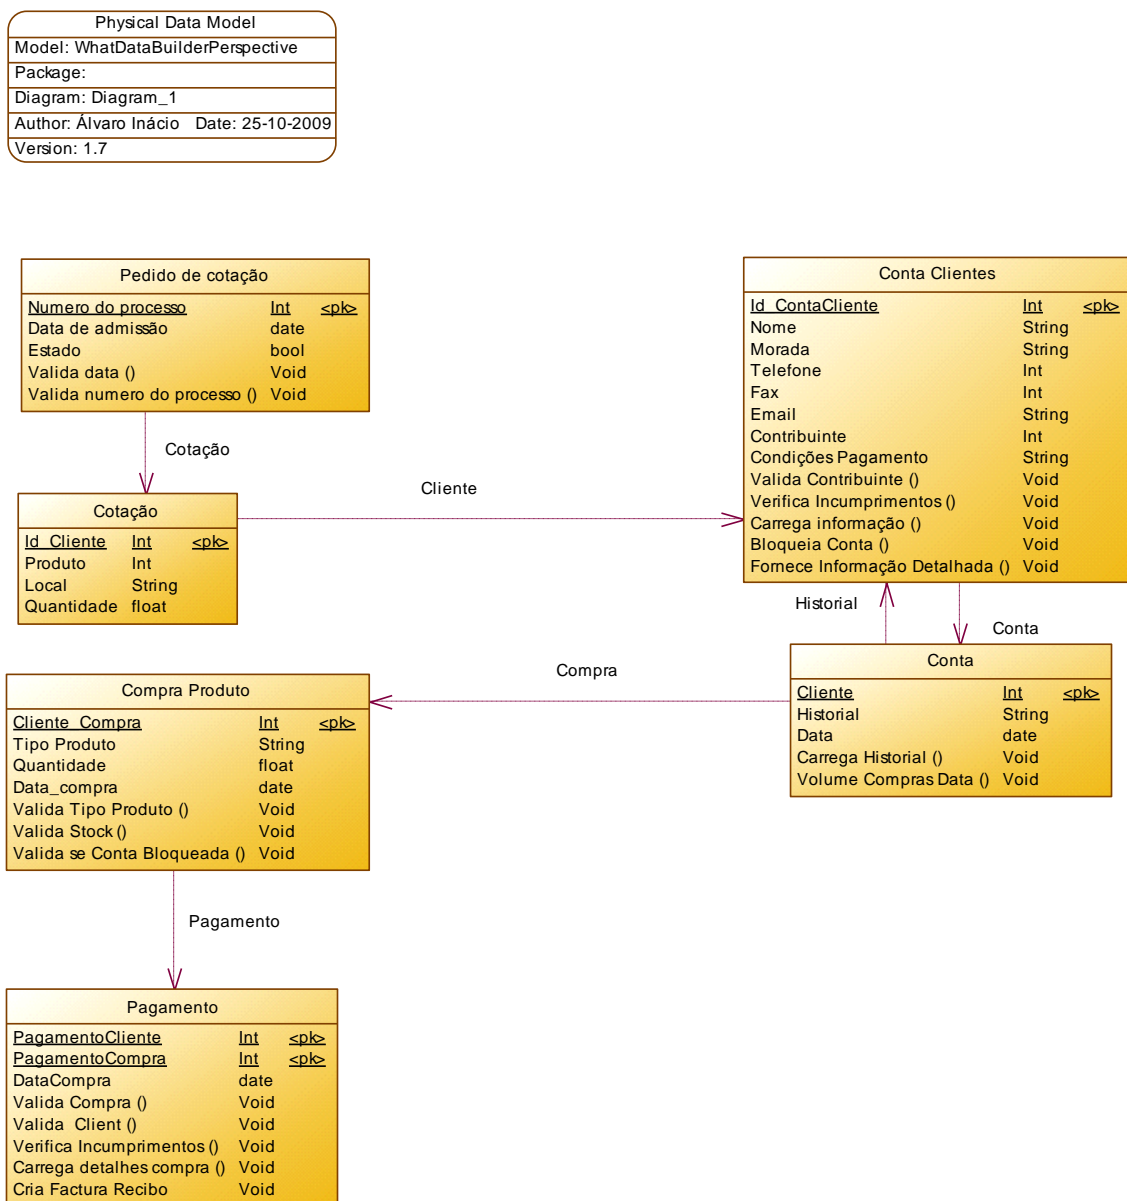 Physical Data Model
Model: WhatDataBuilderPerspective
Package:
Diagram: Diagram_1
Author: Álvaro Inácio Date: 25-10-2009
Version: 1.7
Pedido de cotação
Numero do processo Int <pk>
Data de admissão date
Estado bool
Valida data () Void
Valida numero do processo () Void
Cotação
Cotação
Id_Cliente Int <pk>
Produto Int
Local String
Quantidade float
Cliente
Conta Clientes
Id_ContaCliente Int <pk>
Nome String
Morada String
Telefone Int
Fax Int
Email String
Contribuinte Int
Condições Pagamento String
Valida Contribuinte () Void
Verifica Incumprimentos () Void
Carrega informação () Void
Bloqueia Conta () Void
Fornece Informação Detalhada () Void
Historial
Conta
Conta
Cliente Int <pk>
Historial String
Data date
Carrega Historial () Void
Volume Compras Data () Void
Compra
Compra Produto
Cliente_Compra Int <pk>
Tipo Produto String
Quantidade float
Data_compra date
Valida Tipo Produto () Void
Valida Stock () Void
Valida se Conta Bloqueada () Void
Pagamento
Pagamento
PagamentoCliente Int <pk>
PagamentoCompra Int <pk>
DataCompra date
Valida Compra () Void
Valida Client () Void
Verifica Incumprimentos () Void
Carrega detalhes compra () Void
Cria Factura Recibo Void